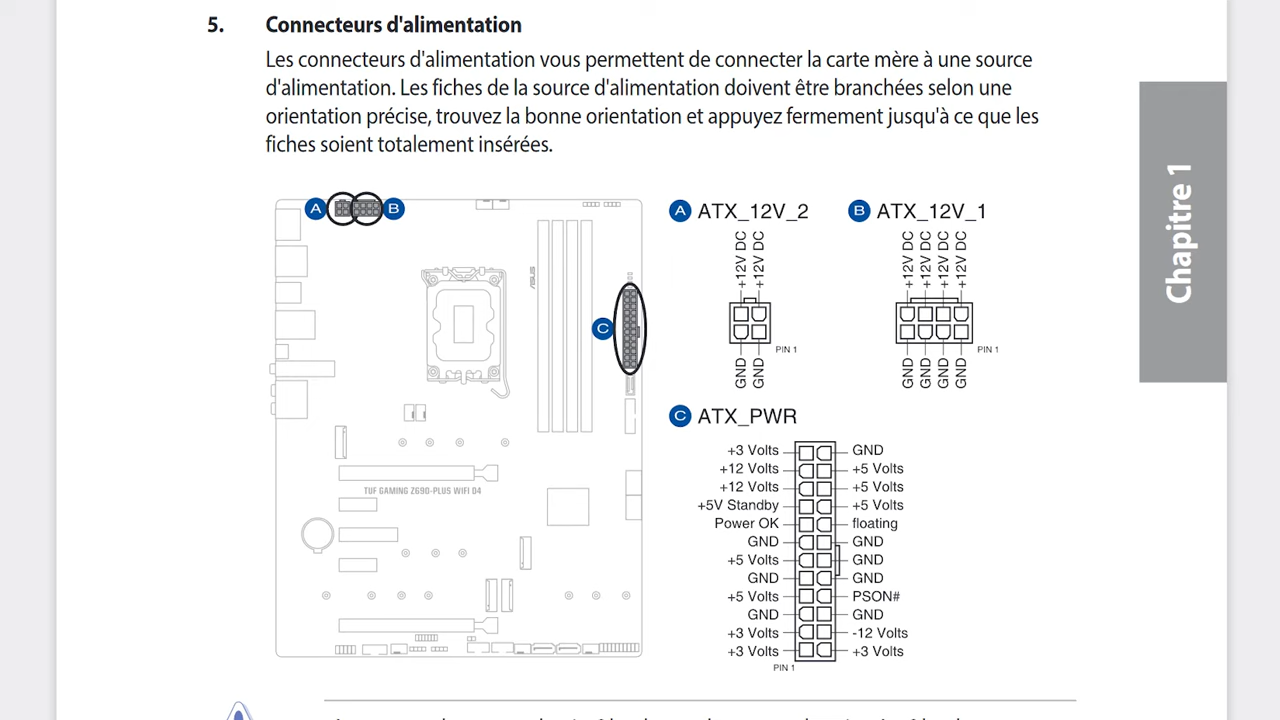 5. Connecteurs d'alimentation
Les connecteurs d'alimentation vous permettent de connecter la carte mère à une source
d'alimentation. Les fiches de la source d'alimentation doivent être branchées selon une
orientation précise, trouvez la bonne orientation et appuyez fermement jusqu'à ce que les
fiches soient totalement insérées.
Chapitre 1
A
B
C
ASUS
TUF GAMING Z690-PLUS WIFI D4
A ATX_12V_2
+12V DC
+12V DC
GND
GND
PIN 1
B ATX_12V_1
+12V DC
+12V DC
+12V DC
+12V DC
GND
GND
GND
GND
PIN 1
C ATX_PWR
+3 Volts GND
+12 Volts +5 Volts
+12 Volts +5 Volts
+5V Standby +5 Volts
Power OK floating
GND GND
+5 Volts GND
GND GND
+5 Volts PSON#
GND GND
+3 Volts -12 Volts
+3 Volts +3 Volts
PIN 1